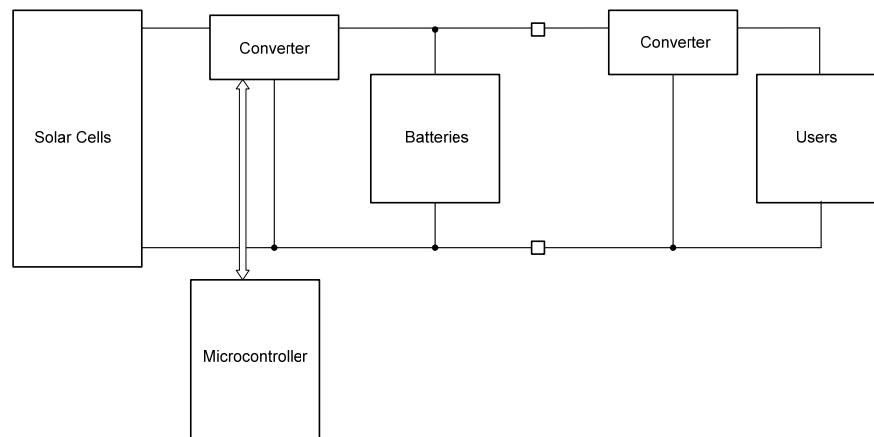 Converter
Converter
Solar Cells
Batteries
Users
Microcontroller